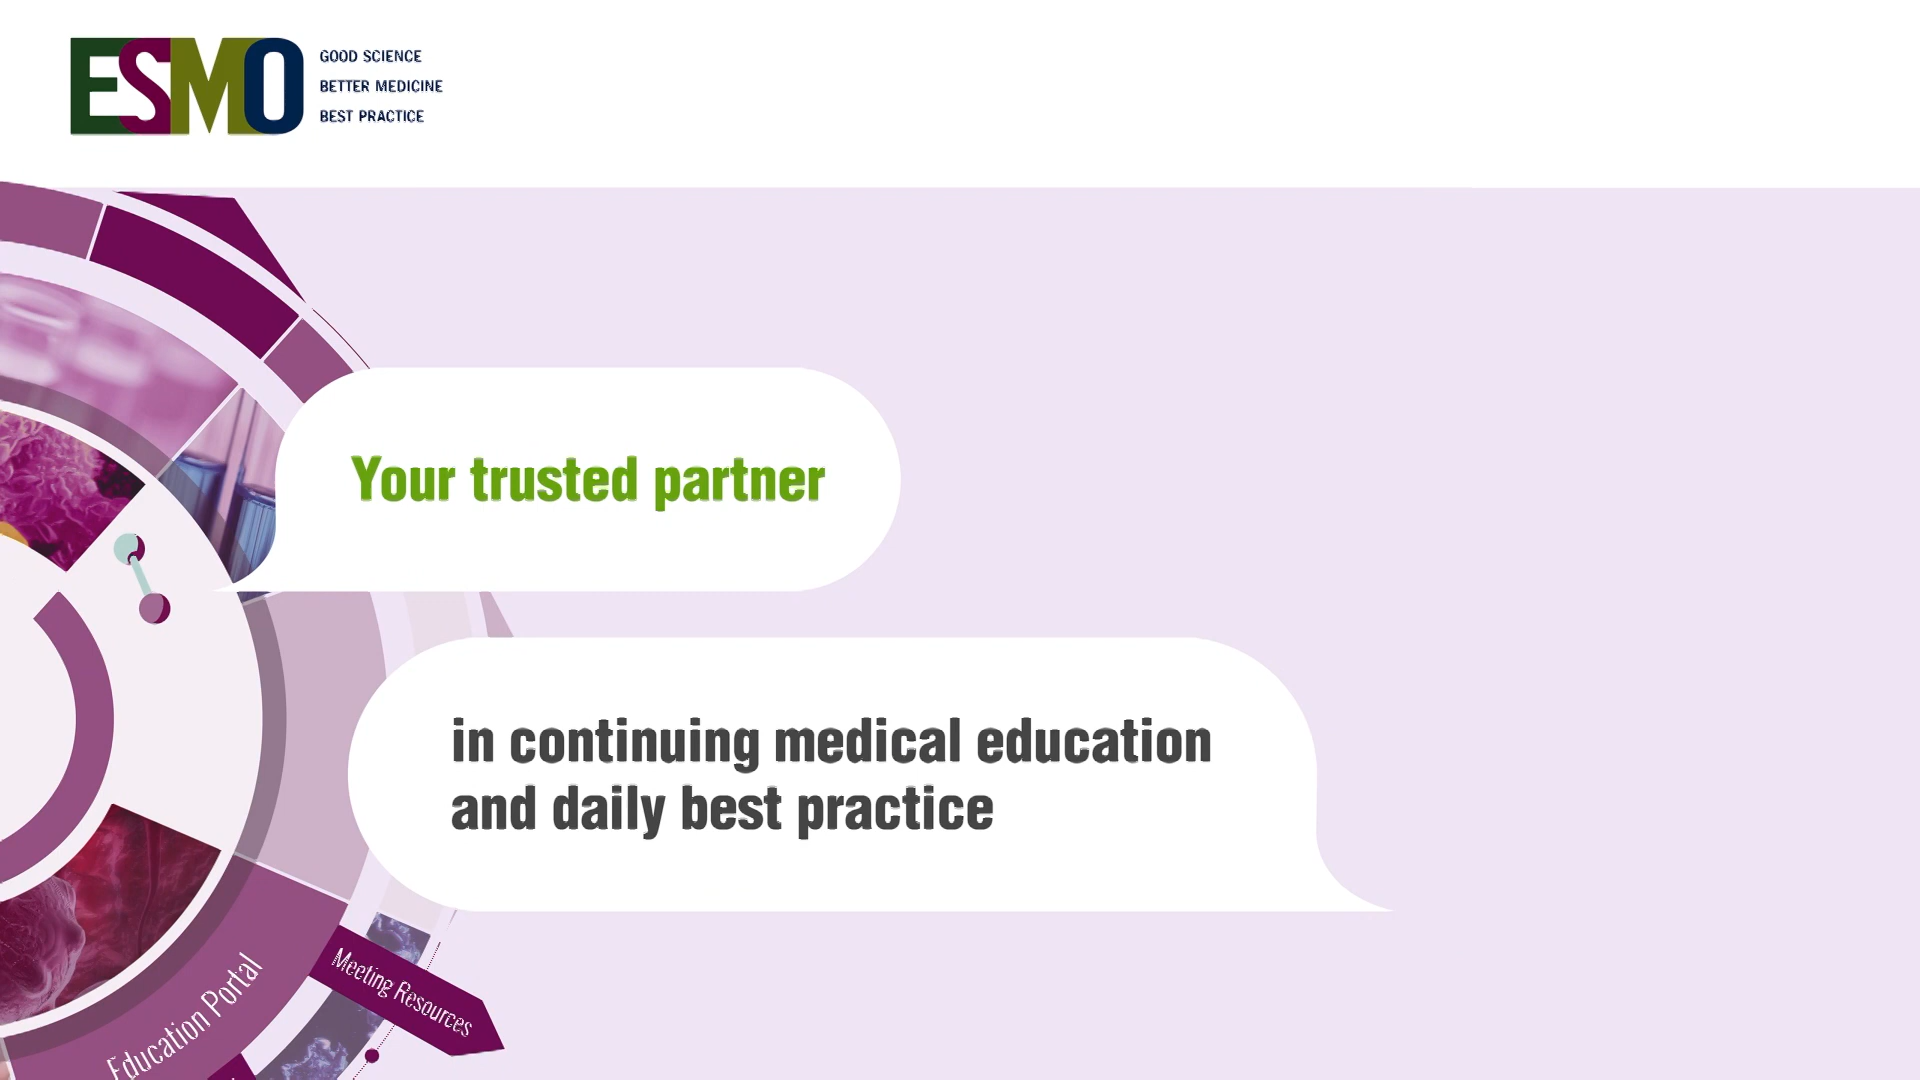 ESMO
GOOD SCIENCE
BETTER MEDICINE
BEST PRACTICE
Your trusted partner
in continuing medical education
and daily best practice
Meeting Resources
Education Portal